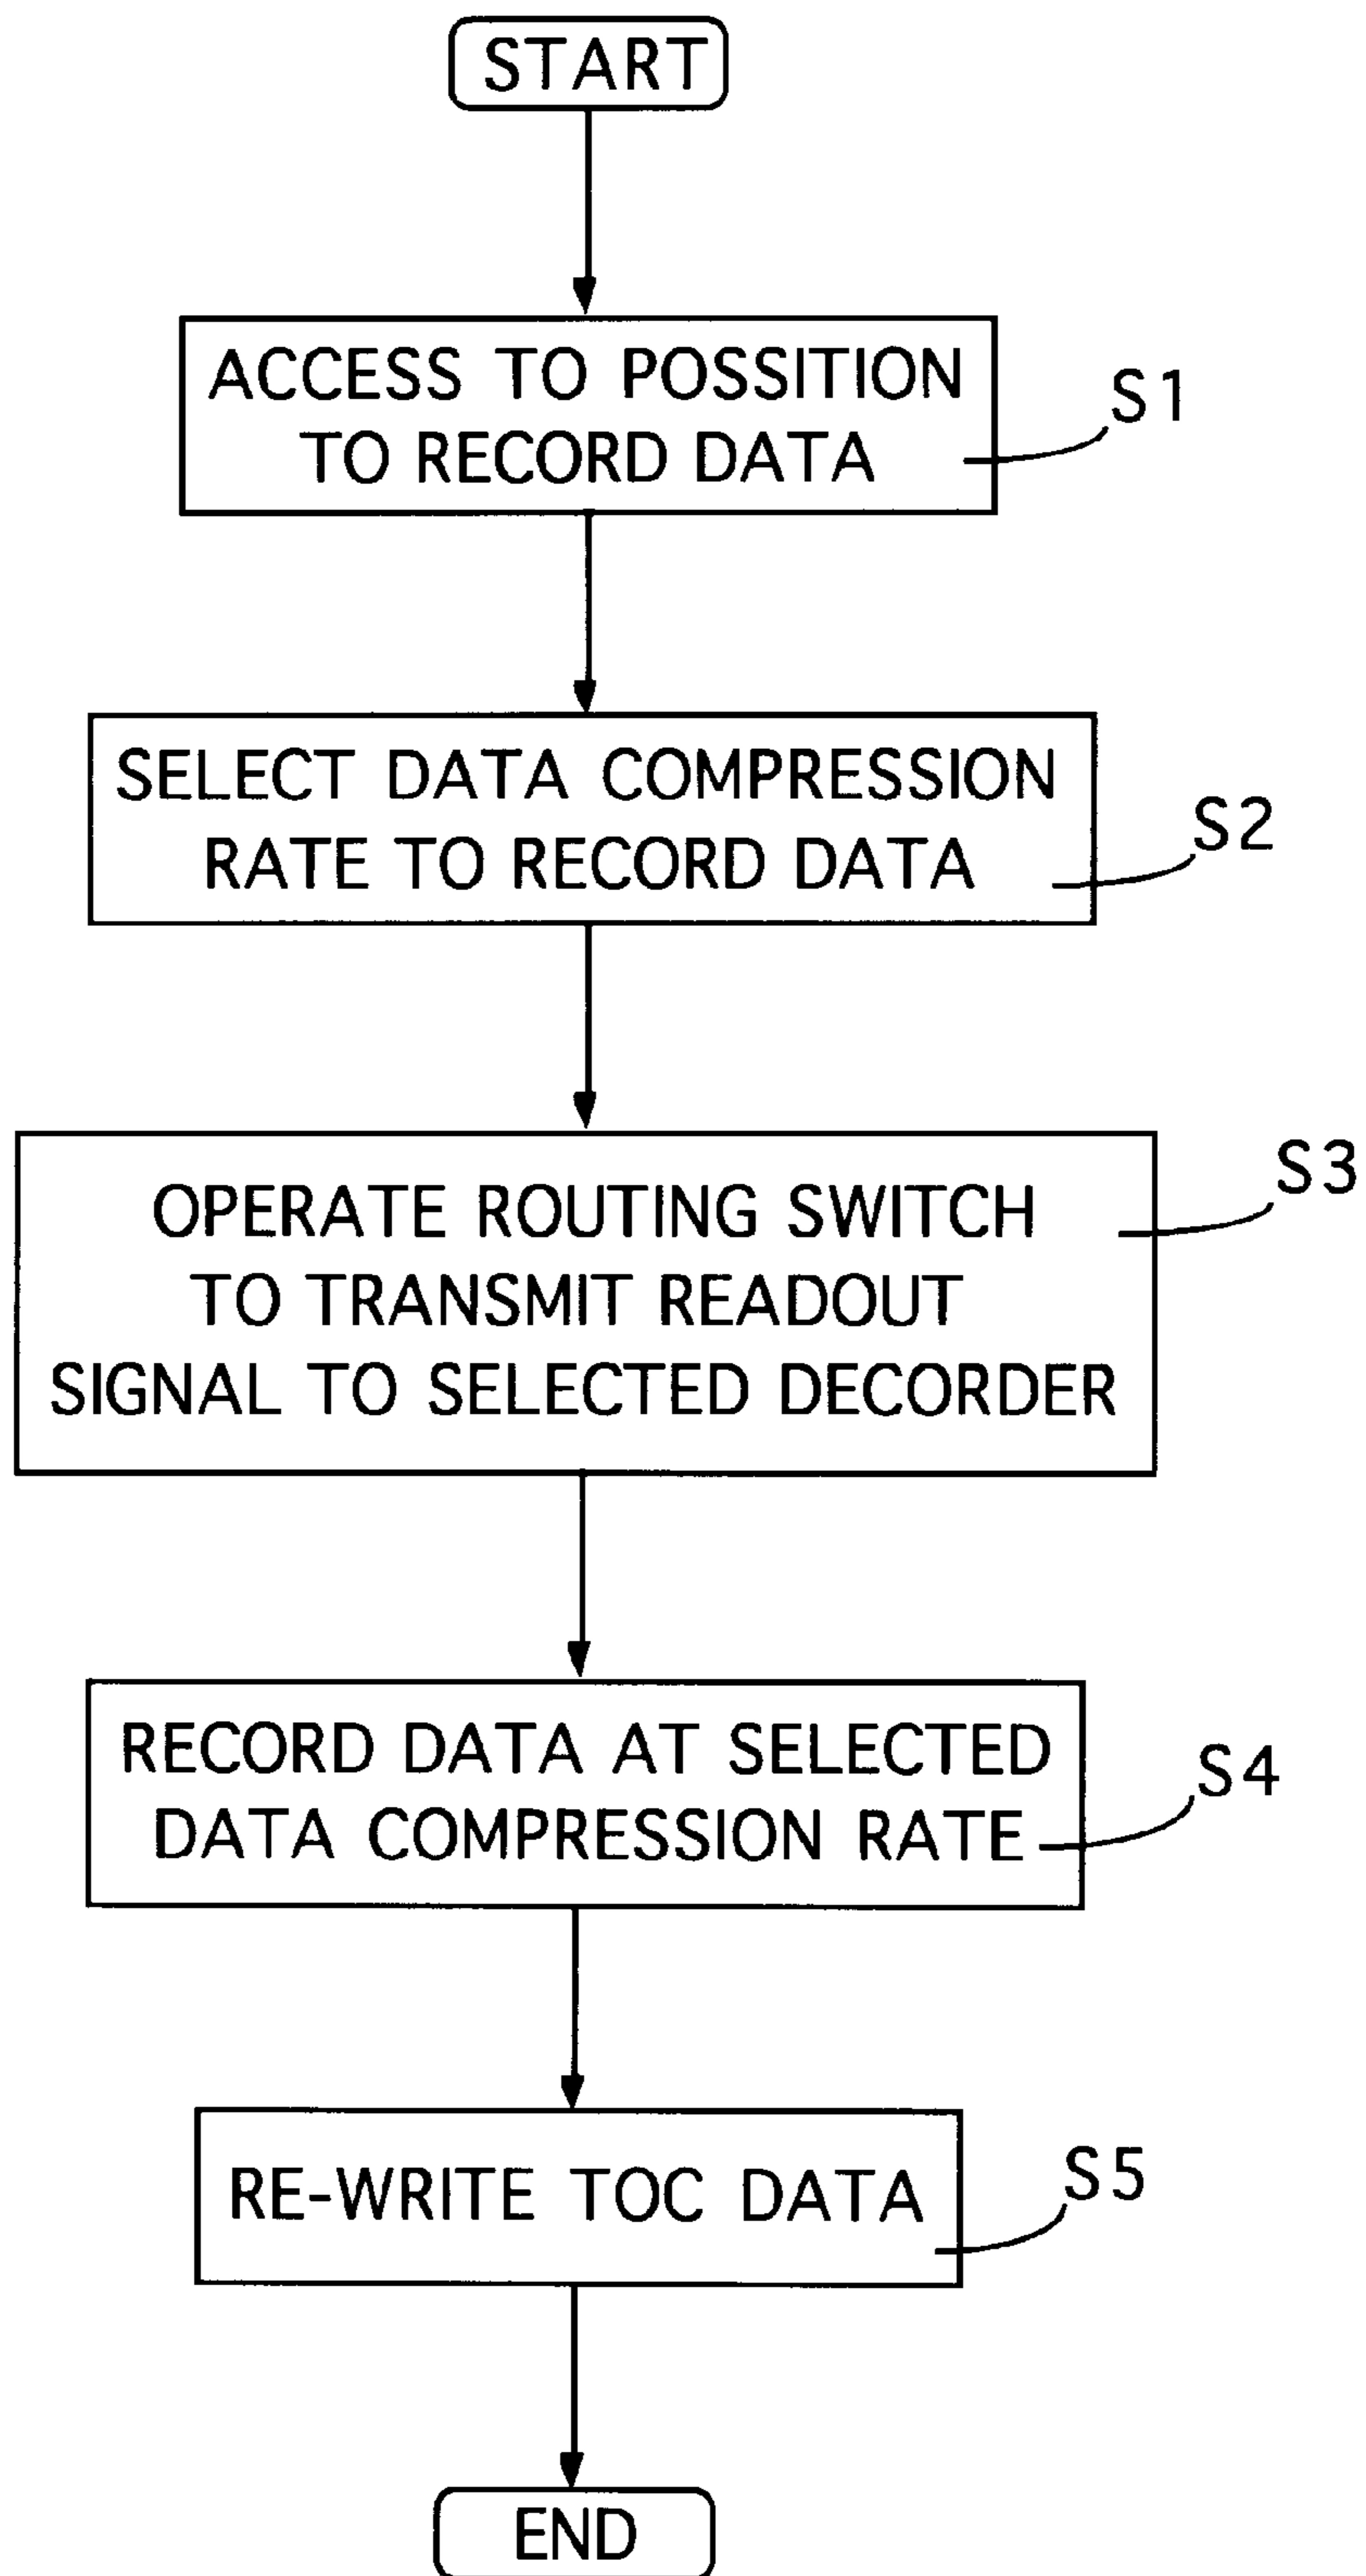 START
ACCESS TO POSSITION
TO RECORD DATA
S1
SELECT DATA COMPRESSION
RATE TO RECORD DATA
S2
OPERATE ROUTING SWITCH
TO TRANSMIT READOUT
SIGNAL TO SELECTED DECORDER
S3
RECORD DATA AT SELECTED
DATA COMPRESSION RATE
S4
RE-WRITE TOC DATA
S5
END